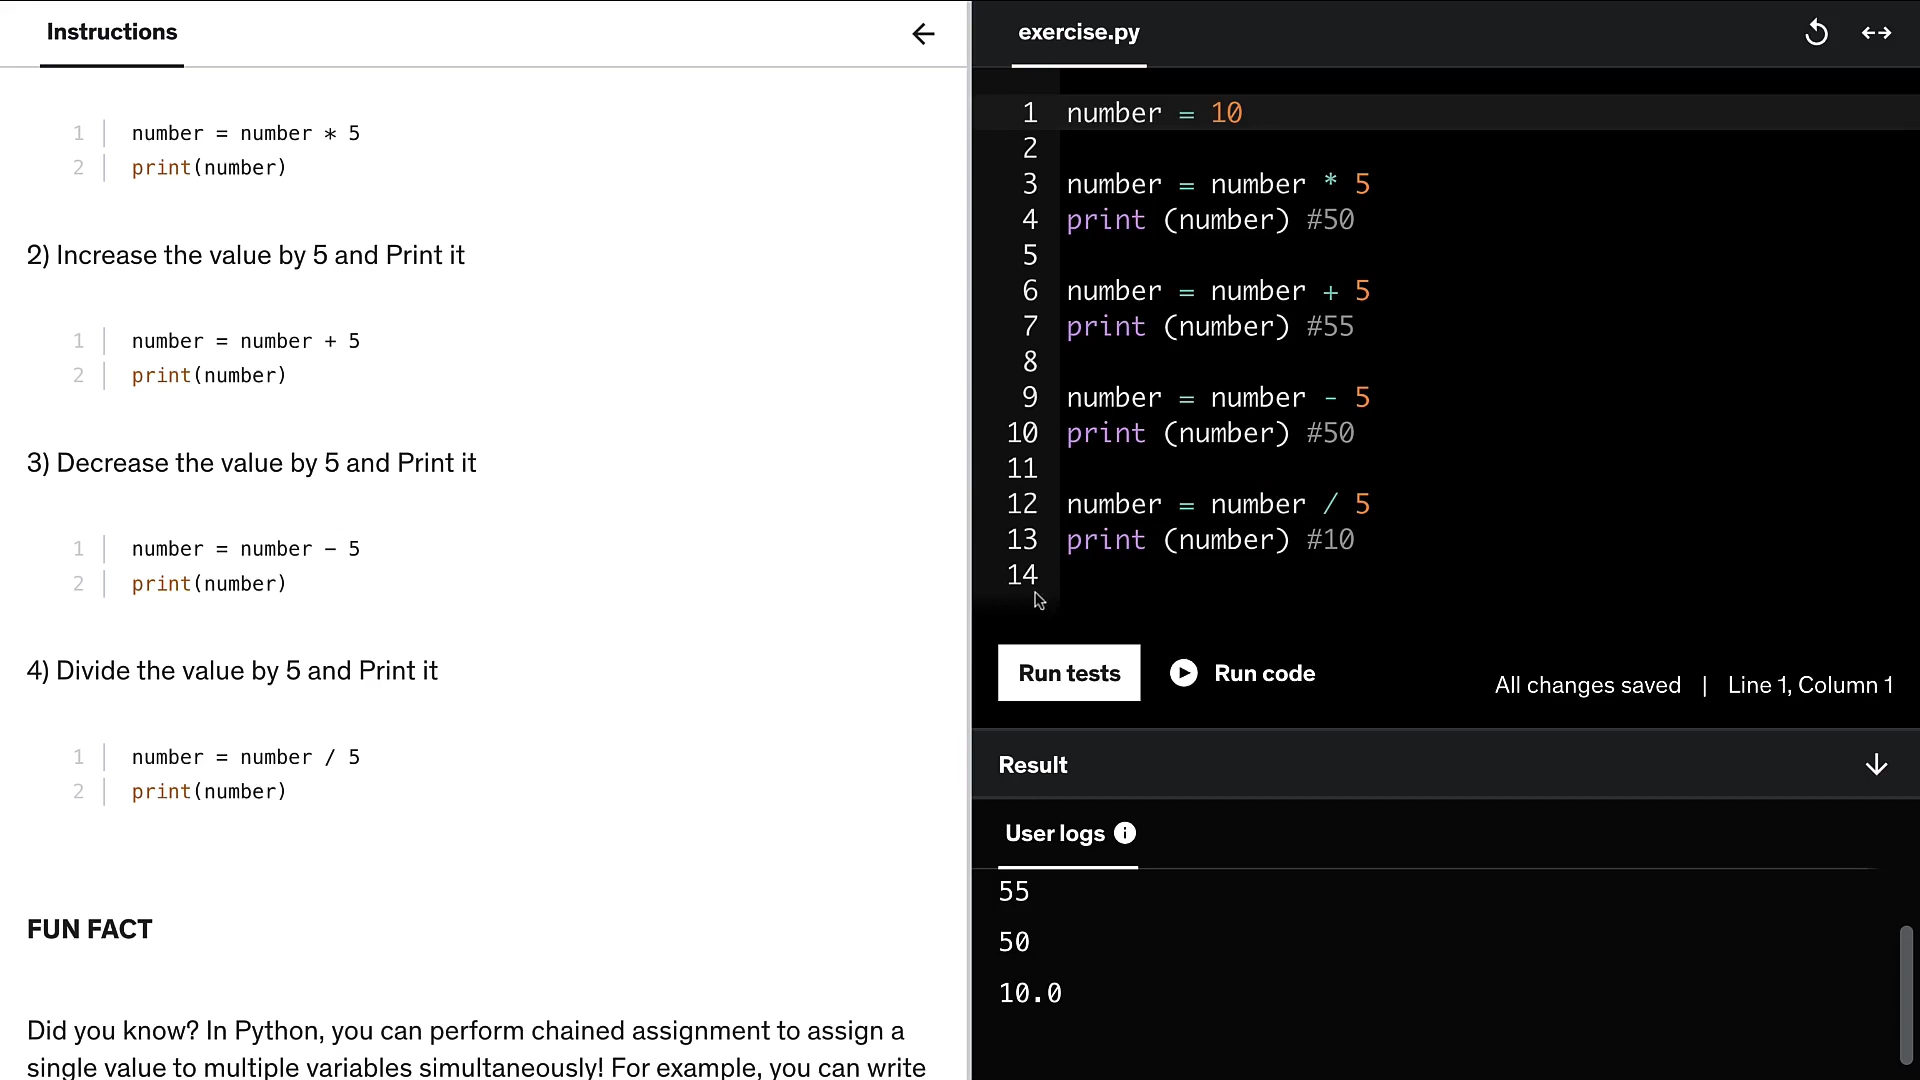 Instructions
1 number = number * 5
2 print(number)
2) Increase the value by 5 and Print it
1 number = number + 5
2 print(number)
3) Decrease the value by 5 and Print it
1 number = number - 5
2 print(number)
4) Divide the value by 5 and Print it
1 number = number / 5
2 print(number)
FUN FACT
Did you know? In Python, you can perform chained assignment to assign a
single value to multiple variables simultaneously! For example, you can write
exercise.py
1 number = 10
2
3 number = number * 5
4 print (number) #50
5
6 number = number + 5
7 print (number) #55
8
9 number = number - 5
10 print (number) #50
11
12 number = number / 5
13 print (number) #10
14
Run tests
Run code
All changes saved | Line 1, Column 1
Result
User logs
55
50
10.0